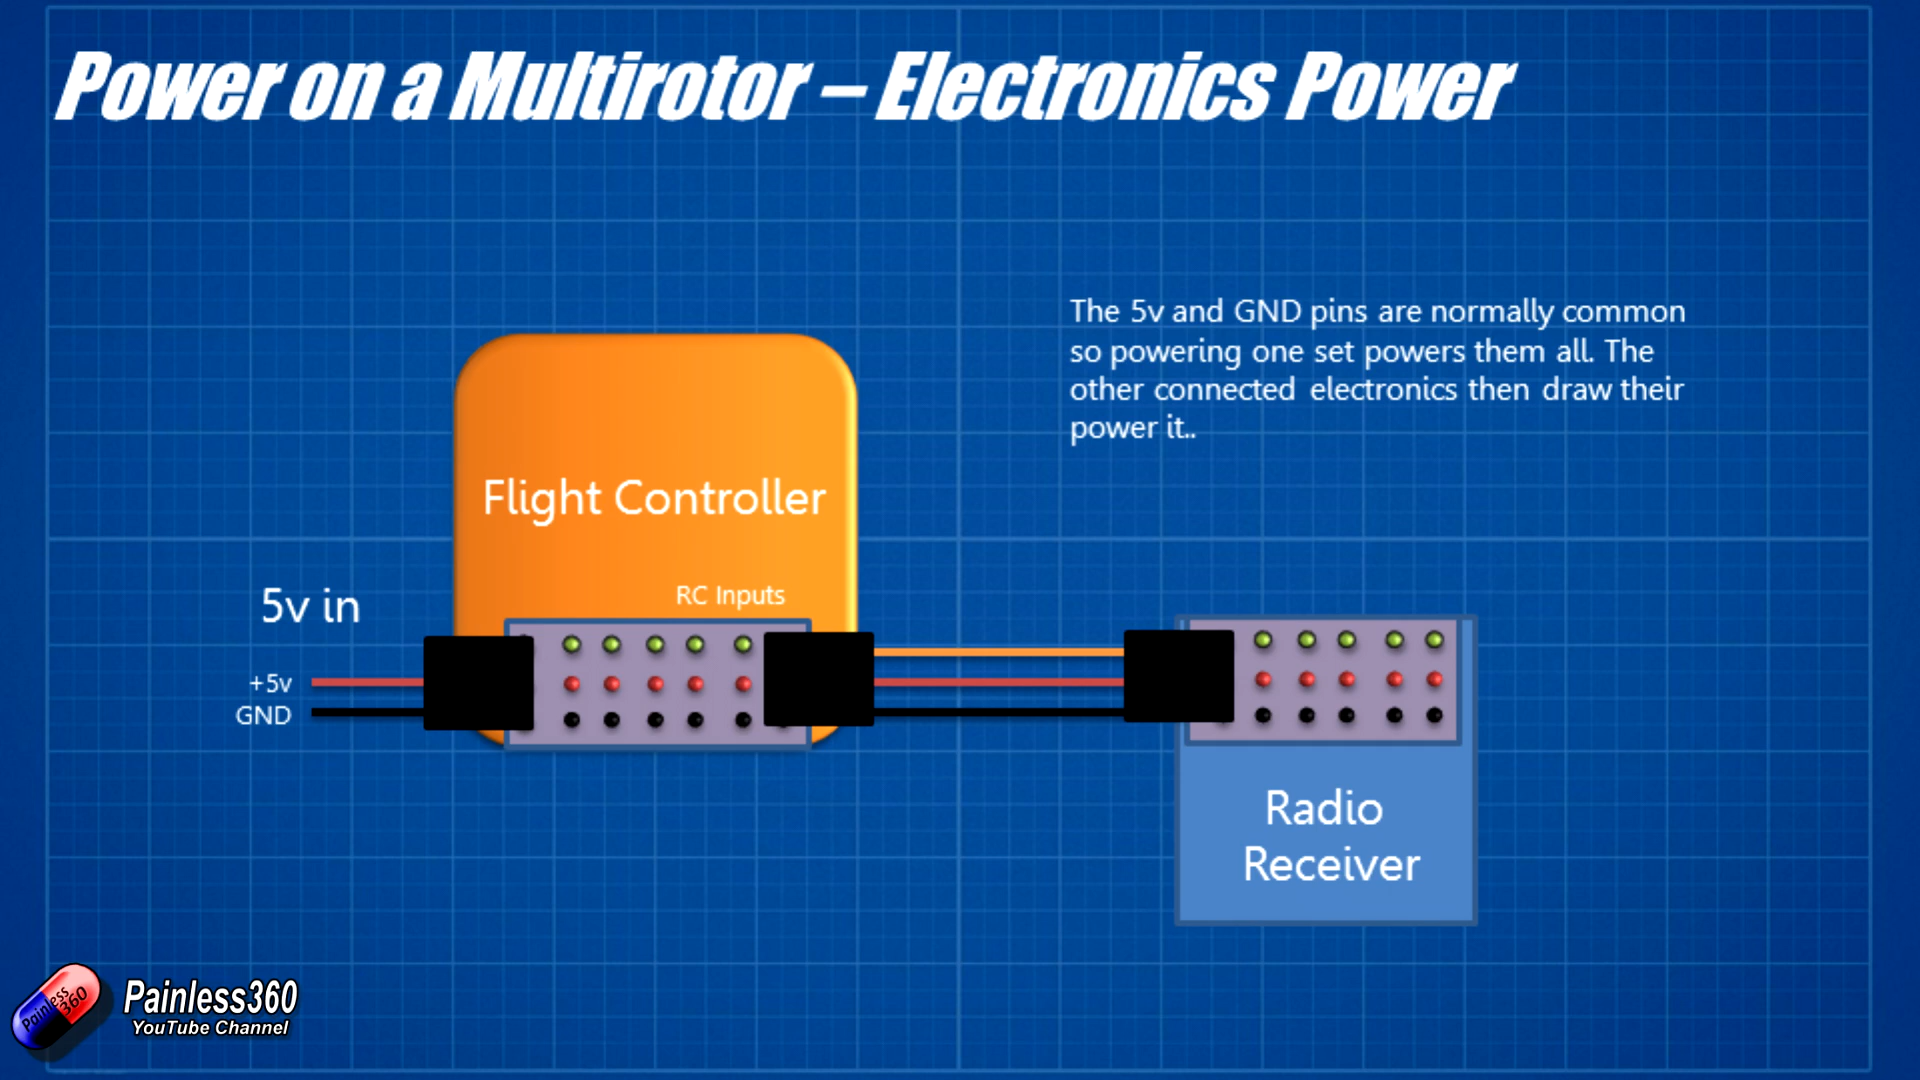 Power on a Multirotor – Electronics Power
The 5v and GND pins are normally common
so powering one set powers them all. The
other connected electronics then draw their
power it..
Flight Controller
RC Inputs
5v in
+5v
GND
Radio
Receiver
Painless
360
Painless360
YouTube Channel